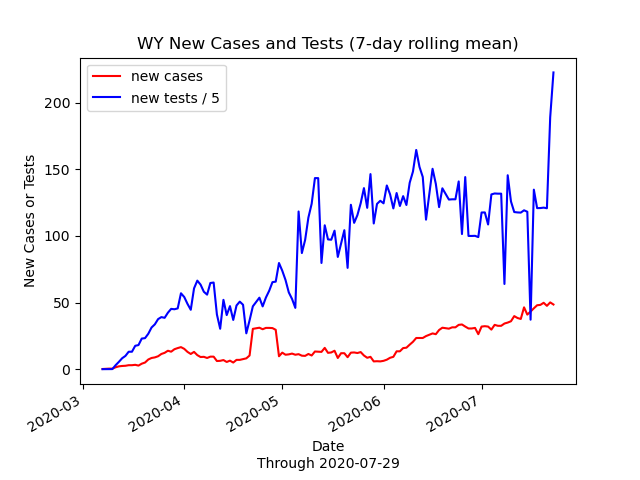 WY New Cases and Tests (7-day rolling mean)
new cases
new tests / 5
New Cases or Tests
200
150
100
50
0
2020-03
2020-04
2020-05
2020-06
2020-07
Date
Through 2020-07-29